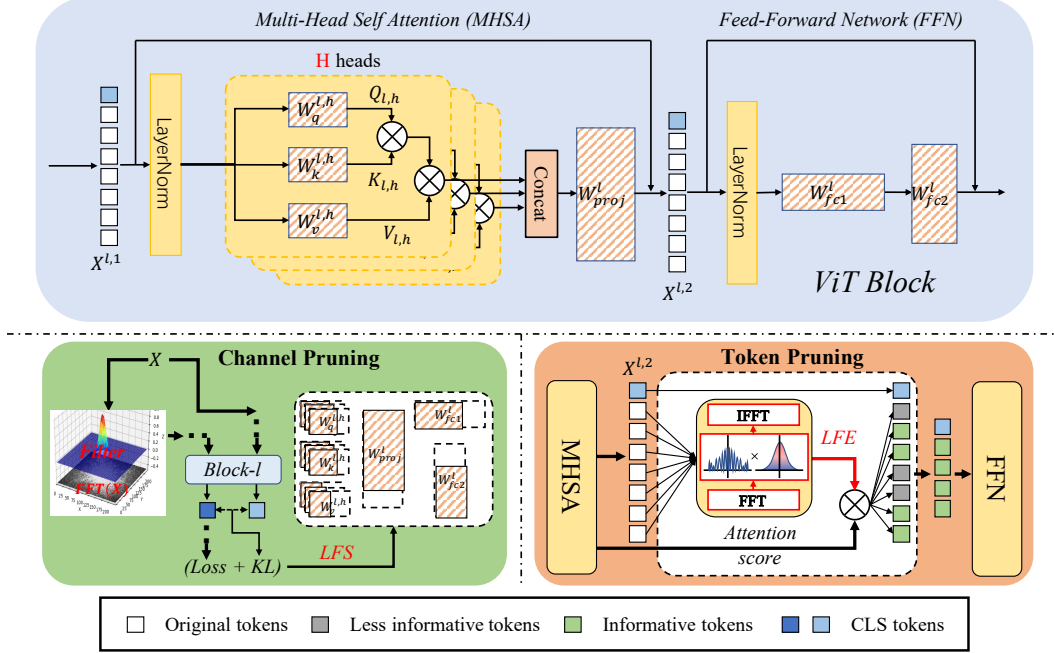 Multi-Head Self Attention (MHSA)
Feed-Forward Network (FFN)
H heads
LayerNorm
W_q^{l,h}
Q_{l,h}
W_k^{l,h}
K_{l,h}
W_v^{l,h}
V_{l,h}
Concat
W_{proj}^l
LayerNorm
W_{fc1}^l
W_{fc2}^l
X^{l,1}
X^{l,2}
ViT Block
Channel Pruning
X
Filter
FFT(X)
Block-l
(Loss + KL)
LFS
W_q^{l,h}
W_k^{l,h}
W_v^{l,h}
W_{proj}^l
W_{fc1}^l
W_{fc2}^l
Token Pruning
X^{l,2}
MHSA
IFFT
×
FFT
LFE
Attention
score
FFN
Original tokens
Less informative tokens
Informative tokens
CLS tokens